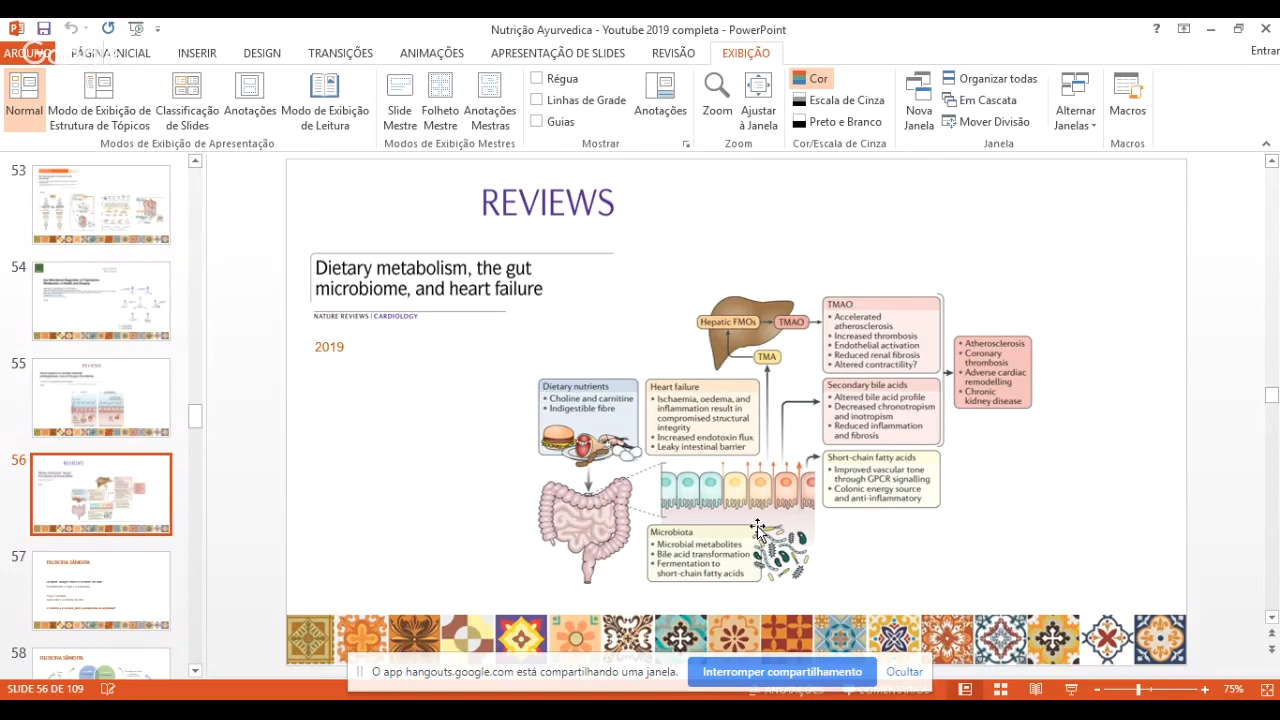 Nutrição Ayurvedica - Youtube 2019 completa - PowerPoint
?
Entrar
ARQUIVO PÁGINA INICIAL INSERIR DESIGN TRANSIÇÕES ANIMAÇÕES APRESENTAÇÃO DE SLIDES REVISÃO EXIBIÇÃO
Normal
Modo de Exibição de
Estrutura de Tópicos
Classificação
de Slides
Anotações
Modo de Exibição
de Leitura
Modos de Exibição de Apresentação
Slide
Mestre
Folheto
Mestre
Anotações
Mestras
Modos de Exibição Mestres
Régua
Linhas de Grade
Guias
Anotações
Mostrar
Zoom
Ajustar
à Janela
Zoom
Cor
Escala de Cinza
Preto e Branco
Cor/Escala de Cinza
Nova
Janela
Organizar todas
Em Cascata
Mover Divisão
Alternar
Janelas
Janela
Macros
Macros
53
54
55
REVIEWS
56
REVIEWS
57
FILOSOFIA SÂNKHYA
58
FILOSOFIA SÂNKHYA
REVIEWS
Dietary metabolism, the gut
microbiome, and heart failure
NATURE REVIEWS | CARDIOLOGY
2019
Hepatic FMOs
TMAO
TMA
TMAO
• Accelerated
atherosclerosis
• Increased thrombosis
• Endothelial activation
• Reduced renal fibrosis
• Altered contractility?
• Atherosclerosis
• Coronary
thrombosis
• Adverse cardiac
remodelling
• Chronic
kidney disease
Dietary nutrients
• Choline and carnitine
• Indigestible fibre
Heart failure
• Ischaemia, oedema, and
inflammation result in
compromised structural
integrity
• Increased endotoxin flux
• Leaky intestinal barrier
Secondary bile acids
• Altered bile acid profile
• Decreased chronotropism
and inotropism
• Reduced inflammation
and fibrosis
Short-chain fatty acids
• Improved vascular tone
through GPCR signalling
• Colonic energy source
and anti-inflammatory
Microbiota
• Microbial metabolites
• Bile acid transformation
• Fermentation to
short-chain fatty acids
O app hangouts.google.com está compartilhando uma janela.
Interromper compartilhamento
Ocultar
SLIDE 56 DE 109
ANOTAÇÕES
COMENTÁRIOS
75%